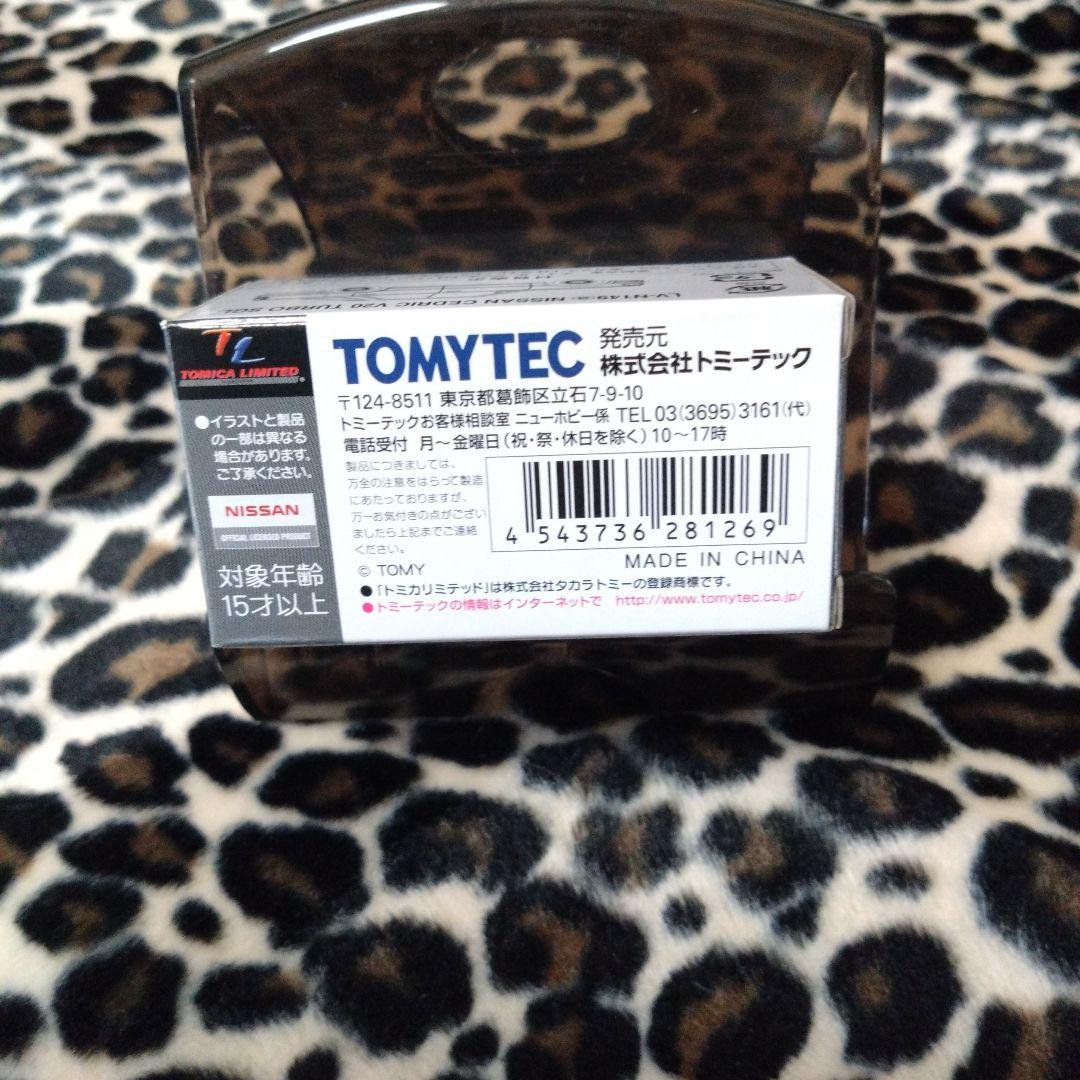 LV-N149a NISSAN CEDRIC V20 TURBO SGL
TL
TOMICA LIMITED
●イラストと製品
の一部は異なる
場合があります。
ご了承ください。
NISSAN
OFFICIAL LICENSED PRODUCT
対象年齢
15才以上
TOMYTEC 発売元
株式会社トミーテック
〒124-8511 東京都葛飾区立石7-9-10
トミーテックお客様相談室 ニューホビー係 TEL 03(3695)3161(代)
電話受付 月〜金曜日(祝・祭・休日を除く)10〜17時
製品につきましては、
万全の注意をはらって製造
にあたっておりますが、
万一お気付きの点がござい
ましたら上記までご連絡
ください。
4 543736 281269
© TOMY
MADE IN CHINA
●「トミカリミテッド」は株式会社タカラトミーの登録商標です。
●トミーテックの情報はインターネットで http://www.tomytec.co.jp/